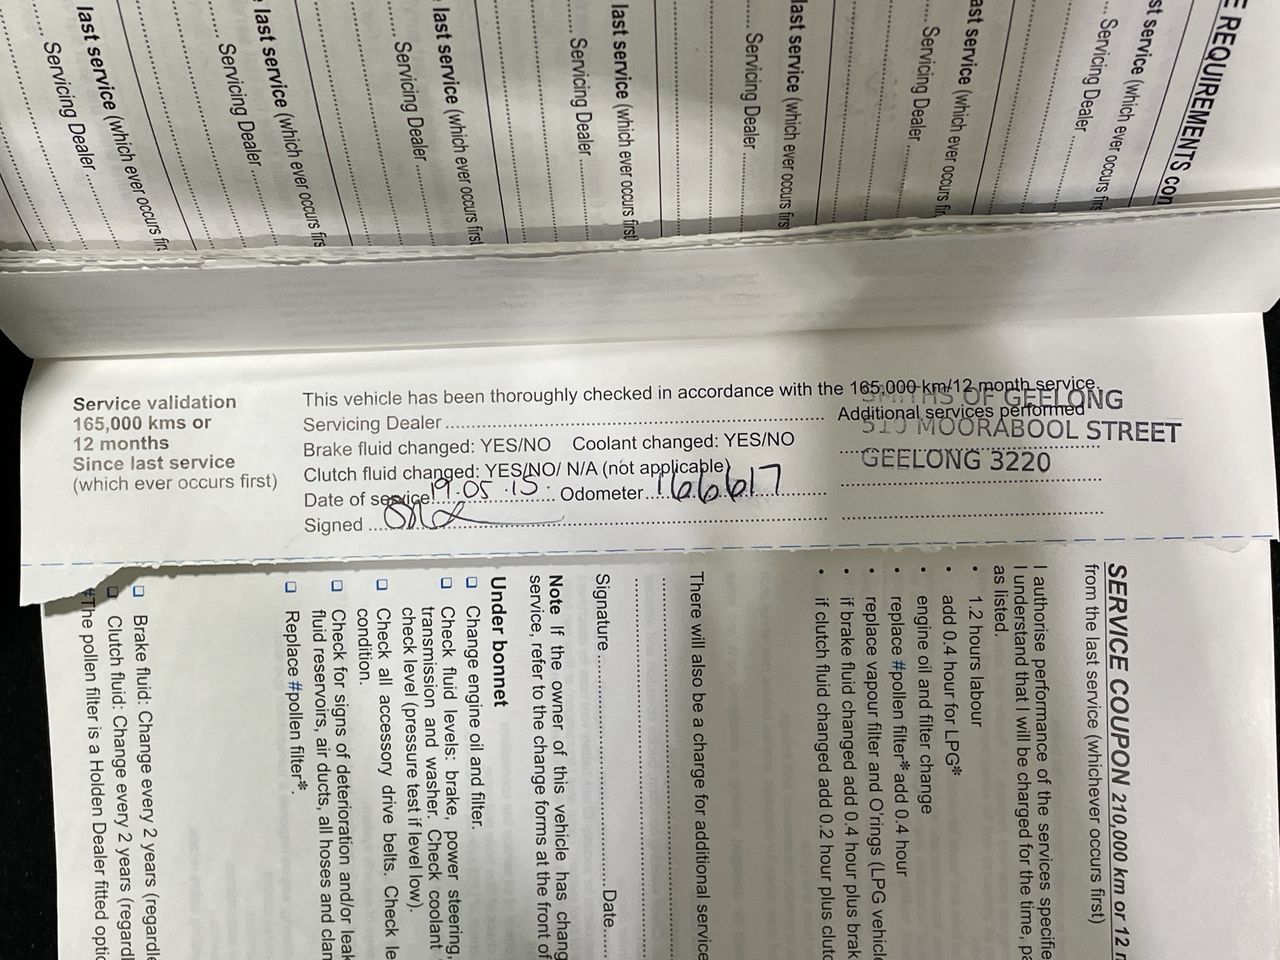 E REQUIREMENTS con
st service (which ever occurs firs
Servicing Dealer
ast service (which ever occurs fir
Servicing Dealer
last service (which ever occurs first
Servicing Dealer
last service (which ever occurs first
Servicing Dealer
last service (which ever occurs first
Servicing Dealer
last service (which ever occurs firs
Servicing Dealer
last service (which ever occurs firs
Servicing Dealer
Service validation
165,000 kms or
12 months
Since last service
(which ever occurs first)
This vehicle has been thoroughly checked in accordance with the 165,000 km/12 month service.
Servicing Dealer
Brake fluid changed: YES/NO Coolant changed: YES/NO
Clutch fluid changed: YES/NO/ N/A (not applicable)
Date of service 19.05.15. Odometer 166617
Signed
Additional services performed
SMITHS OF GEELONG
510 MOORABOOL STREET
GEELONG 3220
SERVICE COUPON 210,000 km or 12 m
from the last service (whichever occurs first)
I authorise performance of the services specifie
I understand that I will be charged for the time, pa
as listed.
• 1.2 hours labour
• add 0.4 hour for LPG*
• engine oil and filter change
• replace #pollen filter* add 0.4 hour
• replace vapour filter and O'rings (LPG vehicle
• if brake fluid changed add 0.4 hour plus brak
• if clutch fluid changed add 0.2 hour plus clutc
There will also be a charge for additional service
Signature Date
Note If the owner of this vehicle has chang
service, refer to the change forms at the front of
Under bonnet
❑ Change engine oil and filter.
❑ Check fluid levels: brake, power steering,
transmission and washer. Check coolant
check level (pressure test if level low).
❑ Check all accessory drive belts. Check le
condition.
❑ Check for signs of deterioration and/or leak
fluid reservoirs, air ducts, all hoses and clan
❑ Replace #pollen filter*.
❑ Brake fluid: Change every 2 years (regardle
❑ Clutch fluid: Change every 2 years (regardl
#The pollen filter is a Holden Dealer fitted optic